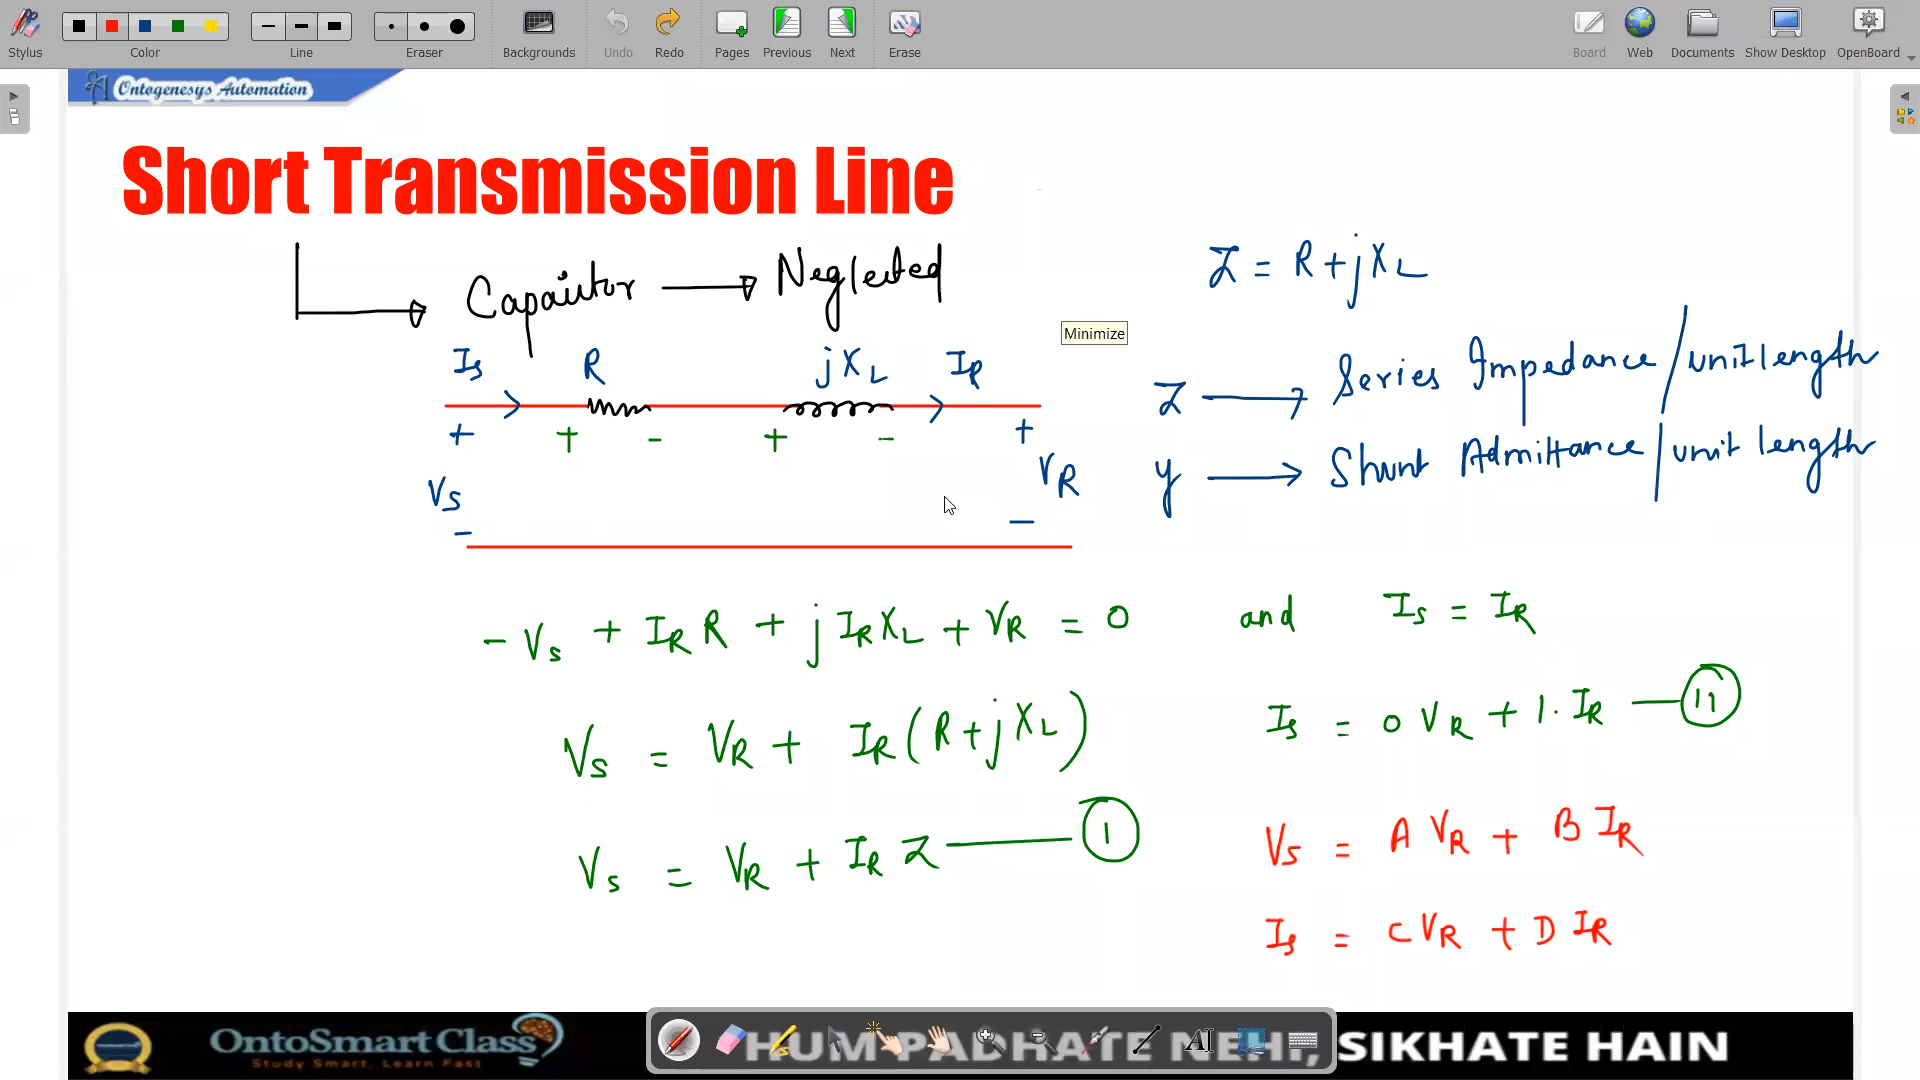 Stylus Color Line Eraser Backgrounds Undo Redo Pages Previous Next Erase Board Web Documents Show Desktop OpenBoard
Ontogenesys Automation
Short Transmission Line
Capacitor Neglected
Z = R + jXL
Minimize
Is R jXL IR
Z → Series Impedance / unit length
+ + - + - +
Vs VR
y → Shunt Admittance / unit length
- -
- Vs + IR R + j IR XL + VR = 0 and Is = IR
Vs = VR + IR (R + jXL)
Is = 0 VR + 1. IR — 11
Vs = VR + IR Z — 1
Vs = A VR + B IR
Is = C VR + D IR
OntoSmart Class
Study Smart, Learn Fast
HUM PADHATE NEHI, SIKHATE HAIN